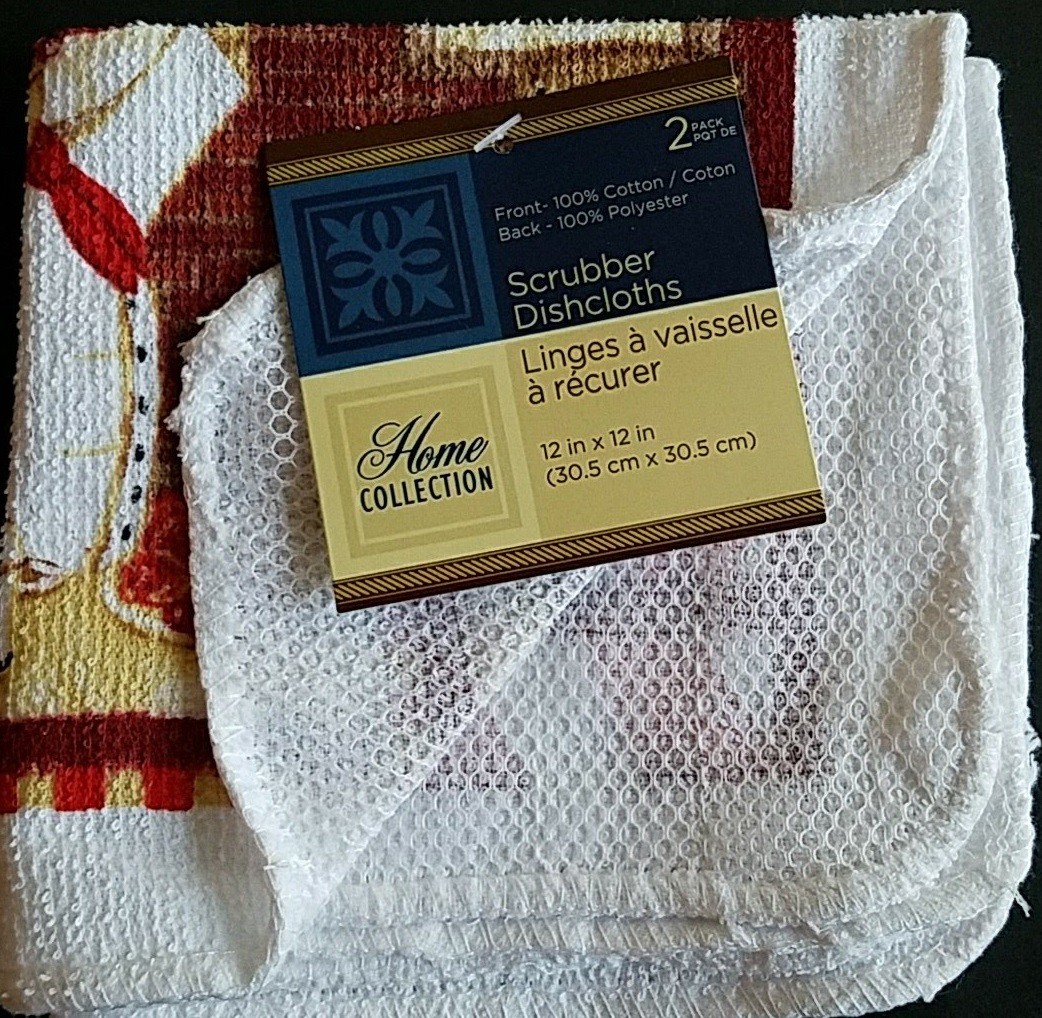 2 PACK
PQT DE
Front- 100% Cotton / Coton
Back - 100% Polyester
Scrubber
Dishcloths
Linges à vaisselle
à récurer
12 in x 12 in
(30.5 cm x 30.5 cm)
Home
COLLECTION